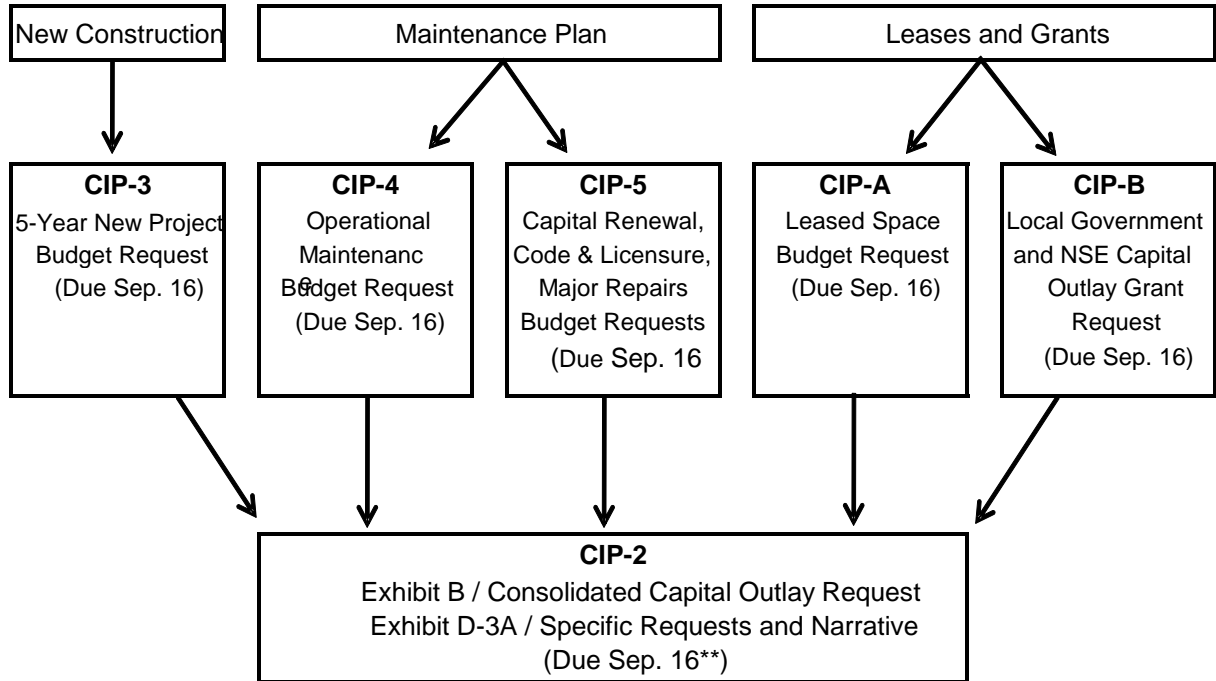 New Construction
Maintenance Plan
Leases and Grants
CIP-3
5-Year New Project
Budget Request
(Due Sep. 16)
CIP-4
Operational
Maintenanc
e
Budget Request
(Due Sep. 16)
CIP-5
Capital Renewal,
Code & Licensure,
Major Repairs
Budget Requests
(Due Sep. 16
CIP-A
Leased Space
Budget Request
(Due Sep. 16)
CIP-B
Local Government
and NSE Capital
Outlay Grant
Request
(Due Sep. 16)
CIP-2
Exhibit B / Consolidated Capital Outlay Request
Exhibit D-3A / Specific Requests and Narrative
(Due Sep. 16**)